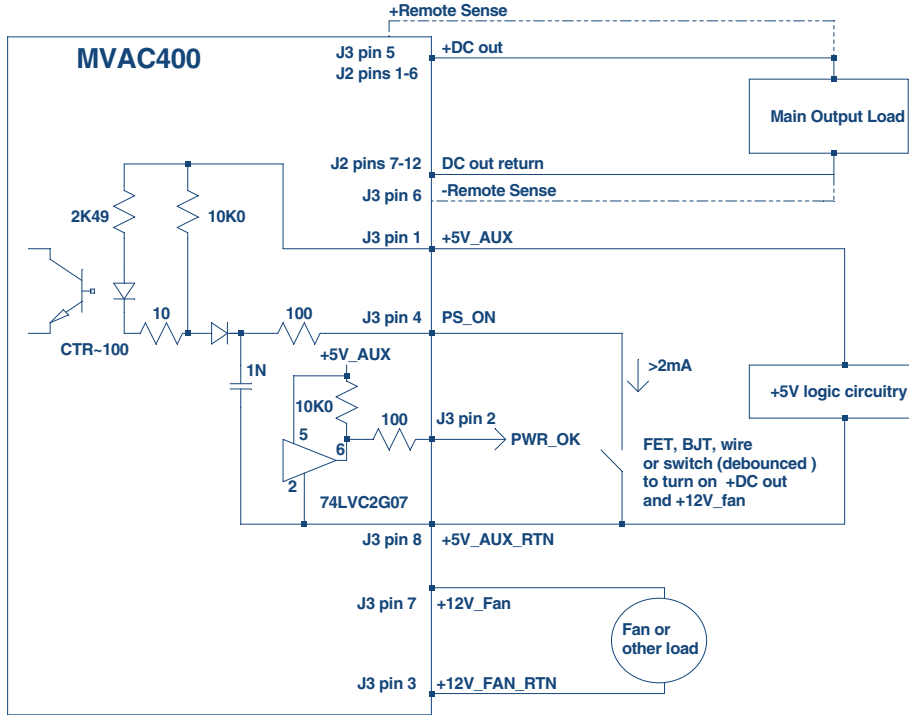 +Remote Sense
MVAC400
J3 pin 5
+DC out
J2 pins 1-6
Main Output Load
J2 pins 7-12
DC out return
J3 pin 6
-Remote Sense
2K49
10K0
J3 pin 1
+5V_AUX
10
100
J3 pin 4
PS_ON
CTR~100
+5V_AUX
1N
>2mA
+5V logic circuitry
10K0
5
100
J3 pin 2
6
PWR_OK
2
74LVC2G07
FET, BJT, wire
or switch (debounced )
to turn on +DC out
and +12V_fan
J3 pin 8
+5V_AUX_RTN
J3 pin 7
+12V_Fan
Fan or
other load
J3 pin 3
+12V_FAN_RTN